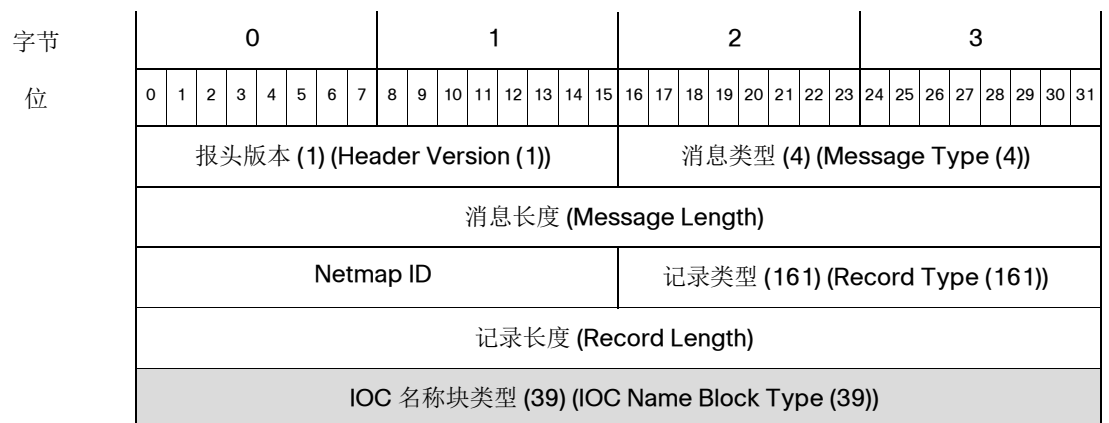 字节 0 1 2 3
位 0 1 2 3 4 5 6 7 8 9 10 11 12 13 14 15 16 17 18 19 20 21 22 23 24 25 26 27 28 29 30 31
报头版本 (1) (Header Version (1)) 消息类型 (4) (Message Type (4))
消息长度 (Message Length)
Netmap ID 记录类型 (161) (Record Type (161))
记录长度 (Record Length)
IOC 名称块类型 (39) (IOC Name Block Type (39))